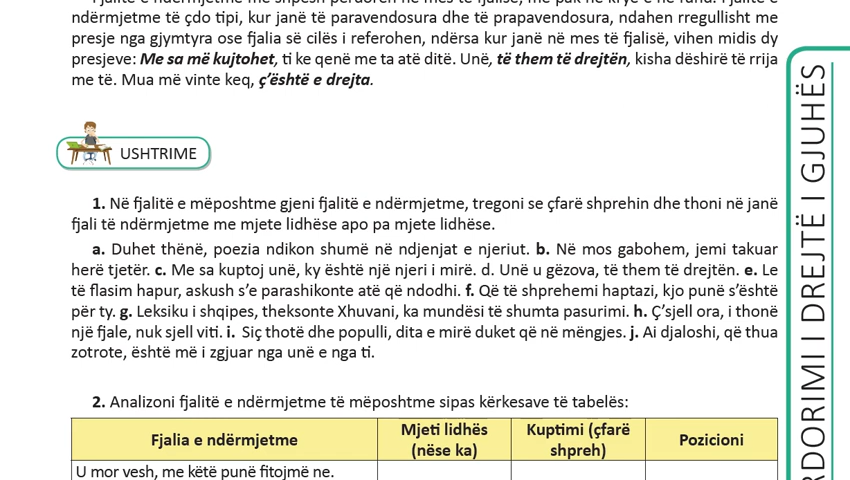 ndërmjetme të çdo tipi, kur janë të paravendosura dhe të prapavendosura, ndahen rregullisht me
presje nga gjymtyra ose fjalia së cilës i referohen, ndërsa kur janë në mes të fjalisë, vihen midis dy
presjeve: Me sa më kujtohet, ti ke qenë me ta atë ditë. Unë, të them të drejtën, kisha dëshirë të rrija
me të. Mua më vinte keq, ç’është e drejta.
USHTRIME
1. Në fjalitë e mëposhtme gjeni fjalitë e ndërmjetme, tregoni se çfarë shprehin dhe thoni në janë
fjali të ndërmjetme me mjete lidhëse apo pa mjete lidhëse.
a. Duhet thënë, poezia ndikon shumë në ndjenjat e njeriut. b. Në mos gabohem, jemi takuar
herë tjetër. c. Me sa kuptoj unë, ky është një njeri i mirë. d. Unë u gëzova, të them të drejtën. e. Le
të flasim hapur, askush s’e parashikonte atë që ndodhi. f. Që të shprehemi haptazi, kjo punë s’është
për ty. g. Leksiku i shqipes, theksonte Xhuvani, ka mundësi të shumta pasurimi. h. Ç’sjell ora, i thonë
një fjale, nuk sjell viti. i. Siç thotë dhe populli, dita e mirë duket që në mëngjes. j. Ai djaloshi, që thua
zotrote, është më i zgjuar nga unë e nga ti.
2. Analizoni fjalitë e ndërmjetme të mëposhtme sipas kërkesave të tabelës:
Fjalia e ndërmjetme
Mjeti lidhës
(nëse ka)
Kuptimi (çfarë
shpreh)
Pozicioni
U mor vesh, me këtë punë fitojmë ne.
RDORIMI I DREJTË I GJUHËS